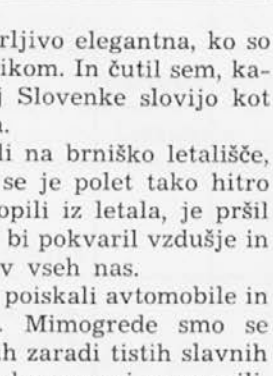 rljivo elegantna, ko so
ikom. In čutil sem, ka-
j Slovenke slovijo kot
li na brniško letališče,
se je polet tako hitro
opili iz letala, je pršil
bi pokvaril vzdušje in
v vseh nas.
poiskali avtomobile in
. Mimogrede smo se
ih zaradi tistih slavnih